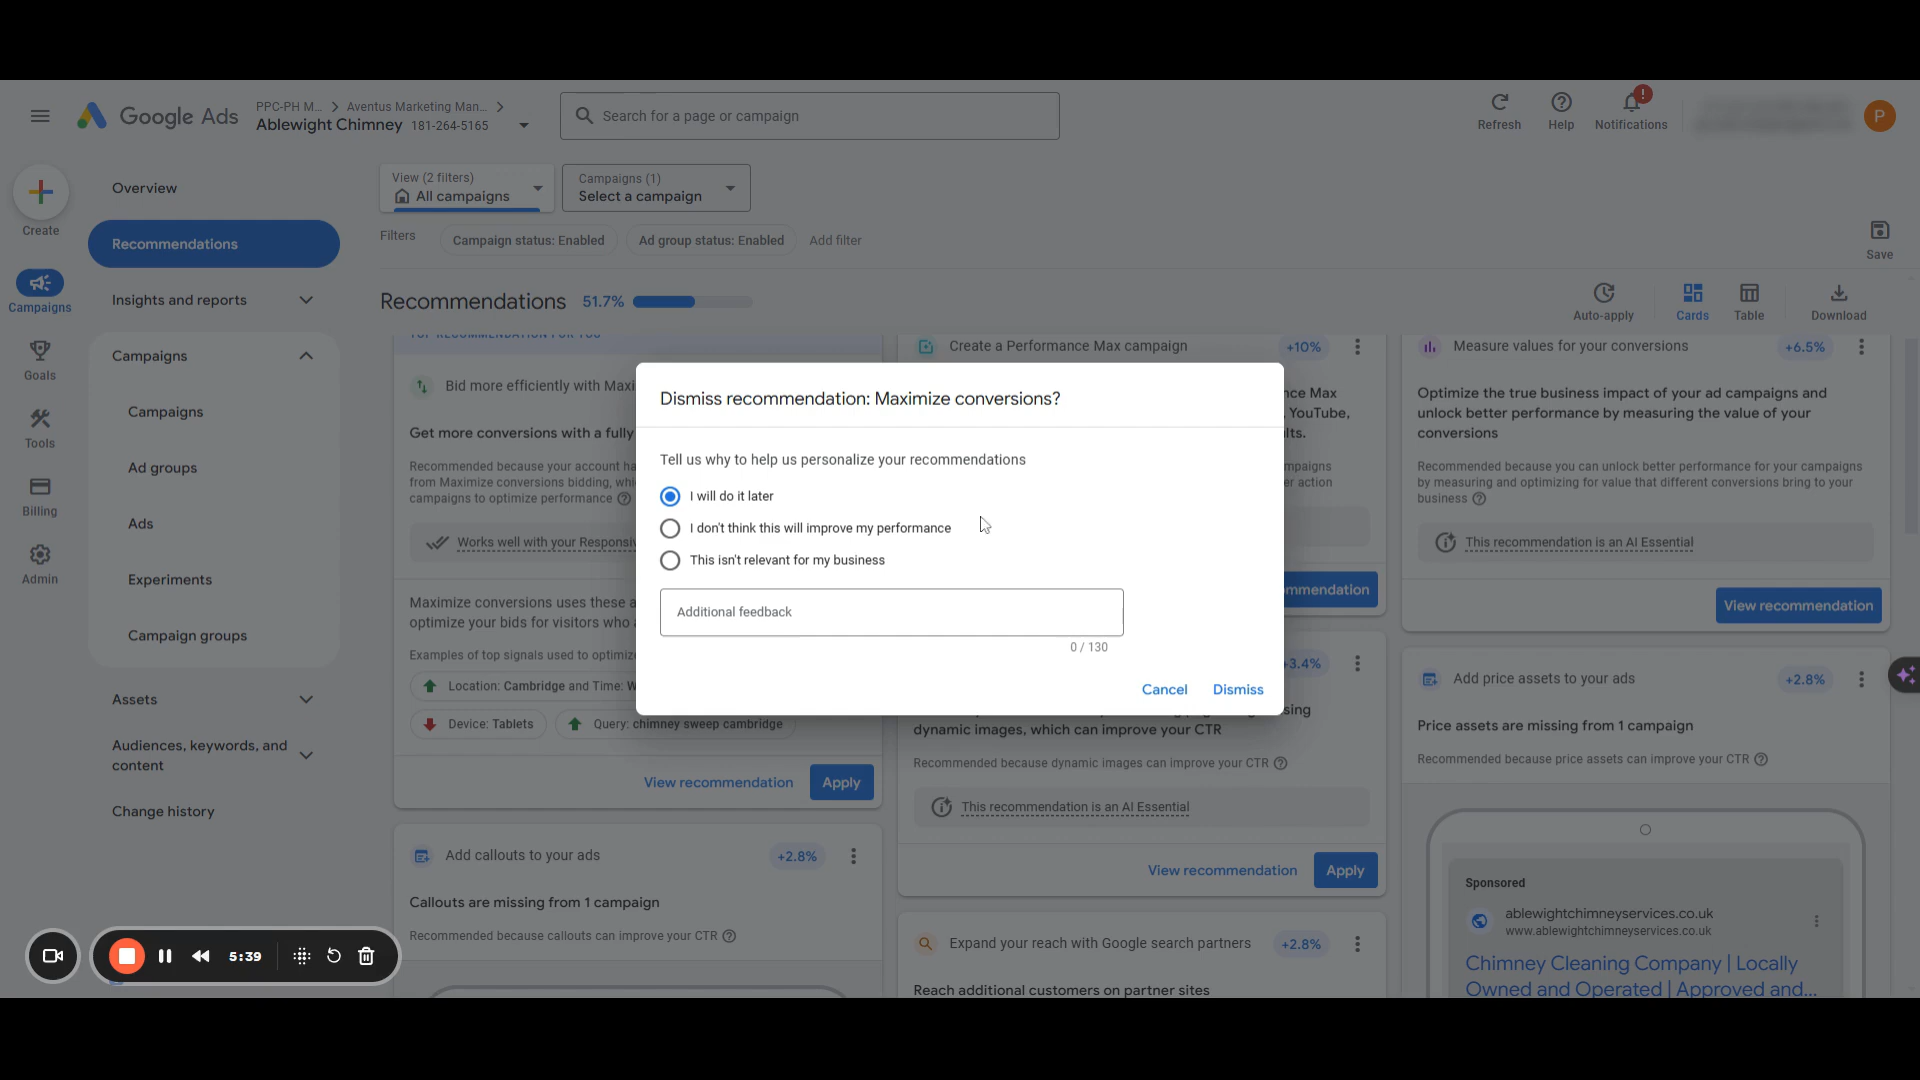 Google Ads
PPC-PH M... > Aventus Marketing Man... >
Ablewight Chimney 181-264-5165
Search for a page or campaign
Refresh
Help
!
Notifications
P
Create
Campaigns
Goals
Tools
Billing
Admin
Overview
Recommendations
Insights and reports
Campaigns
Campaigns
Ad groups
Ads
Experiments
Campaign groups
Assets
Audiences, keywords, and
content
Change history
View (2 filters)
All campaigns
Campaigns (1)
Select a campaign
Filters
Campaign status: Enabled
Ad group status: Enabled
Add filter
Save
Recommendations 51.7%
Auto-apply
Cards
Table
Download
TOP RECOMMENDATION FOR YOU
Bid more efficiently with Maxi
Get more conversions with a fully
Recommended because your account ha
from Maximize conversions bidding, whi
campaigns to optimize performance
Works well with your Responsiv
Maximize conversions uses these a
optimize your bids for visitors who
Examples of top signals used to optimiz
Location: Cambridge and Time: W
Device: Tablets
Query: chimney sweep cambridge
View recommendation
Apply
Add callouts to your ads
+2.8%
Callouts are missing from 1 campaign
Recommended because callouts can improve your CTR
Dismiss recommendation: Maximize conversions?
Tell us why to help us personalize your recommendations
I will do it later
I don't think this will improve my performance
This isn't relevant for my business
Additional feedback
0 / 130
Cancel
Dismiss
Create a Performance Max campaign
+10%
nce Max
YouTube,
lts.
mpaigns
er action
mmendation
+3.4%
sing
dynamic images, which can improve your CTR
Recommended because dynamic images can improve your CTR
This recommendation is an AI Essential
View recommendation
Apply
Expand your reach with Google search partners
+2.8%
Reach additional customers on partner sites
Measure values for your conversions
+6.5%
Optimize the true business impact of your ad campaigns and
unlock better performance by measuring the value of your
conversions
Recommended because you can unlock better performance for your campaigns
by measuring and optimizing for value that different conversions bring to your
business
This recommendation is an AI Essential
View recommendation
Add price assets to your ads
+2.8%
Price assets are missing from 1 campaign
Recommended because price assets can improve your CTR
Sponsored
ablewightchimneyservices.co.uk
www.ablewightchimneyservices.co.uk
Chimney Cleaning Company | Locally
Owned and Operated | Approved and...
5:39